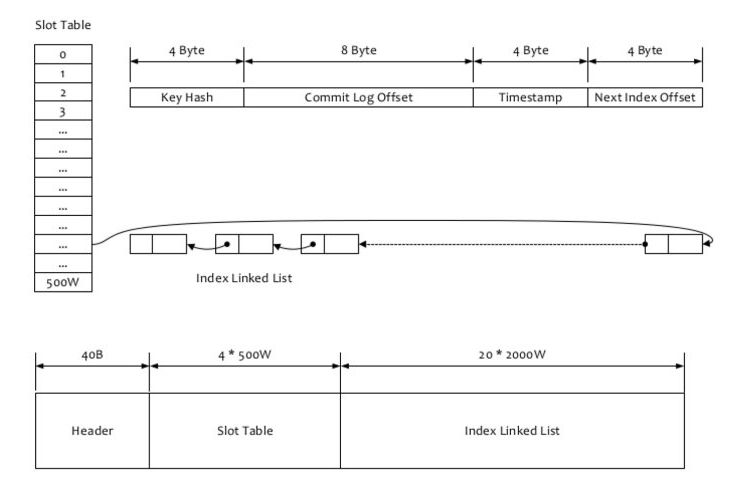 Slot Table
0
1
2
3
...
...
...
...
...
...
...
...
500W
4 Byte
8 Byte
4 Byte
4 Byte
Key Hash
Commit Log Offset
Timestamp
Next Index Offset
Index Linked List
40B
4 * 500W
20 * 2000W
Header
Slot Table
Index Linked List